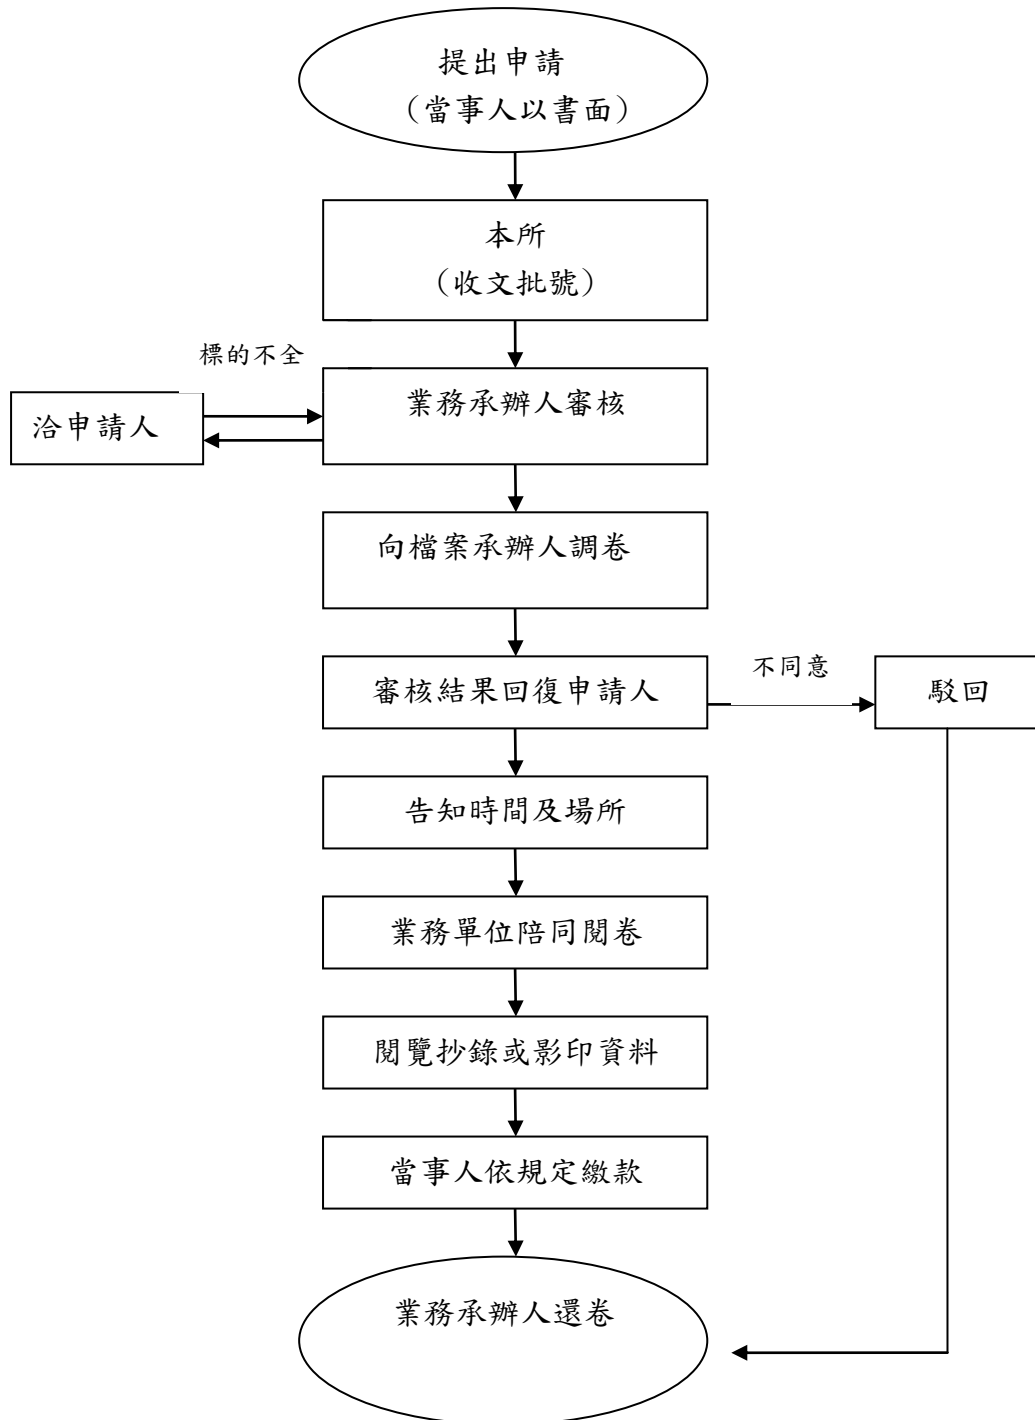 提出申請
（當事人以書面）
本所
（收文批號）
標的不全
業務承辦人審核
洽申請人
向檔案承辦人調卷
不同意
審核結果回復申請人
駁回
告知時間及場所
業務單位陪同閱卷
閱覽抄錄或影印資料
當事人依規定繳款
業務承辦人還卷